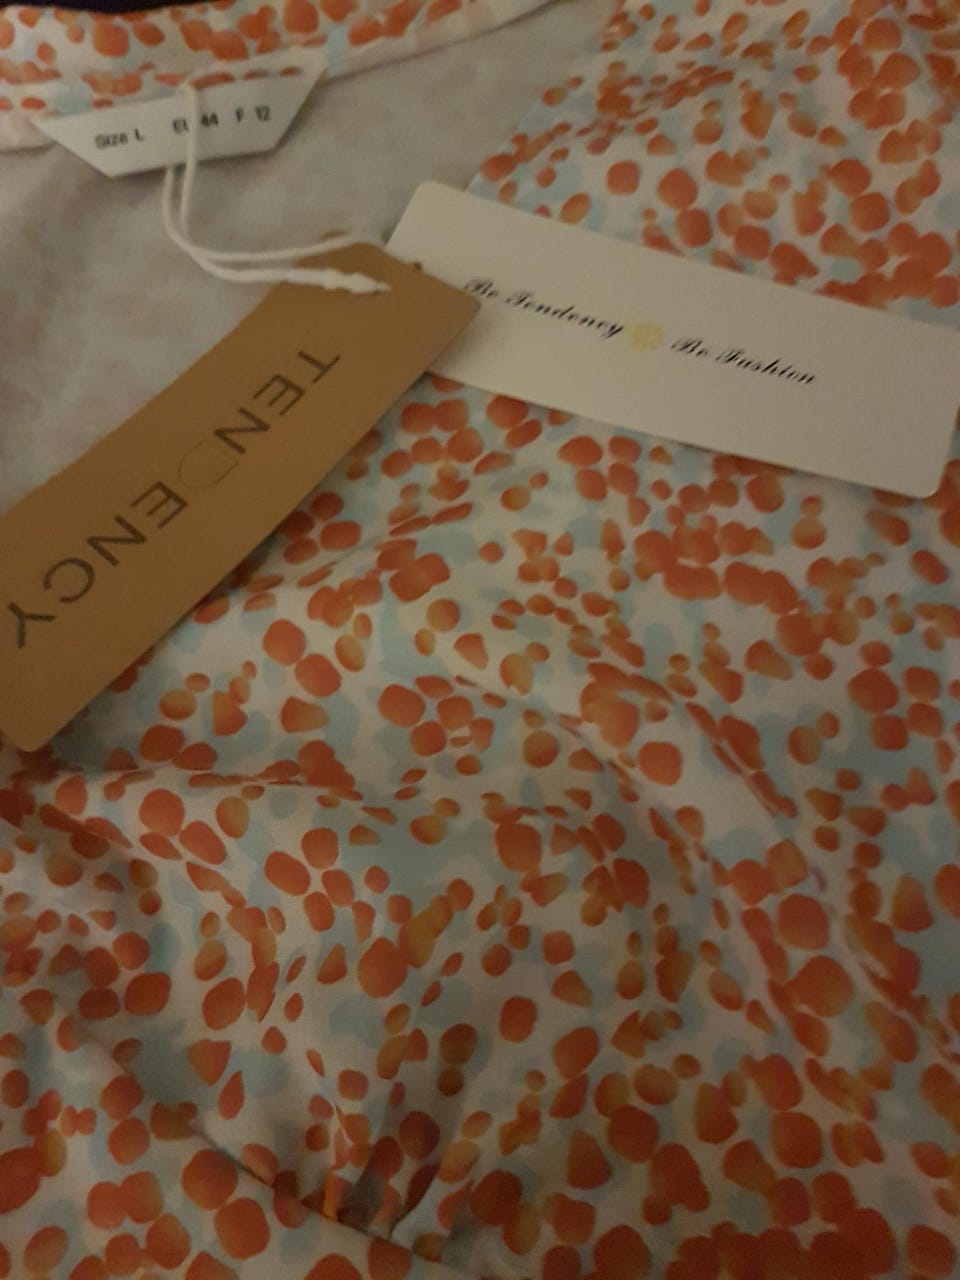 Size L EU 44 F 12
Be Tendency Be Fashion
TENDENCY